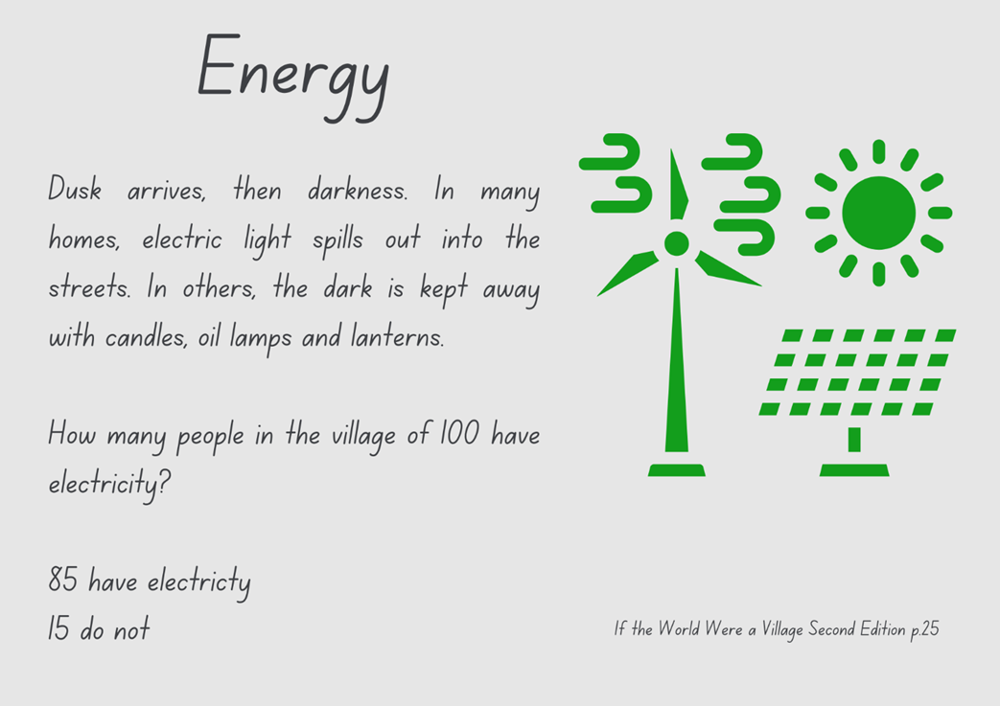 Energy
Dusk arrives, then darkness. In many
homes, electric light spills out into the
streets. In others, the dark is kept away
with candles, oil lamps and lanterns.
How many people in the village of 100 have
electricity?
85 have electricty
15 do not
If the World Were a Village Second Edition p.25